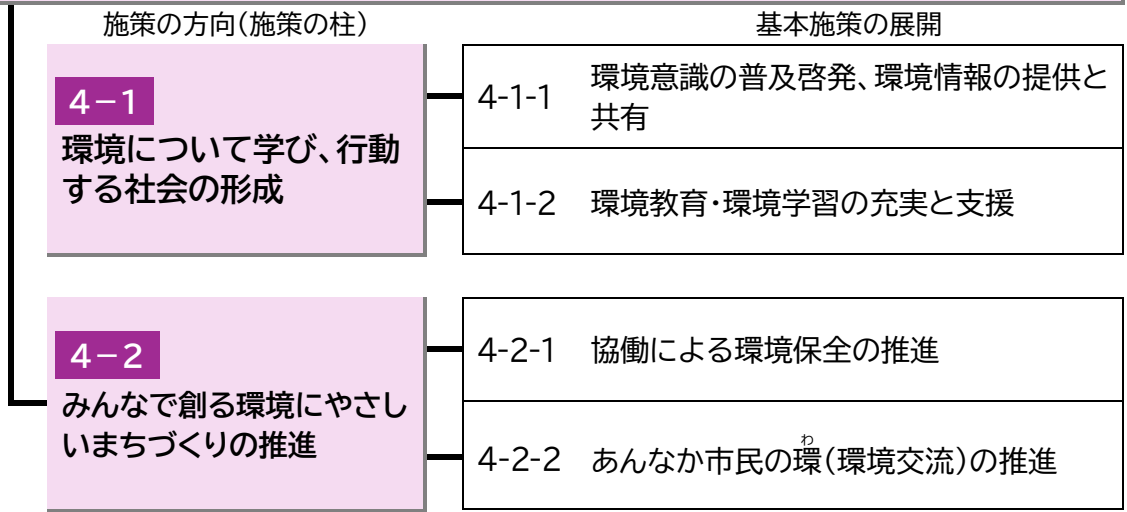 施策の方向(施策の柱)
基本施策の展開
4－1
環境について学び、行動
する社会の形成
4-1-1 環境意識の普及啓発、環境情報の提供と
共有
4-1-2 環境教育・環境学習の充実と支援
4－2
みんなで創る環境にやさし
いまちづくりの推進
4-2-1 協働による環境保全の推進
わ
4-2-2 あんなか市民の環(環境交流)の推進